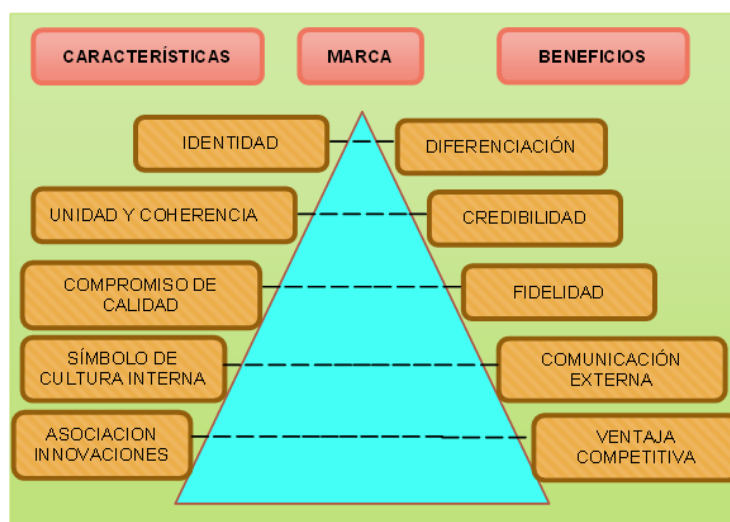 CARACTERÍSTICAS
MARCA
BENEFICIOS
IDENTIDAD
DIFERENCIACIÓN
UNIDAD Y COHERENCIA
CREDIBILIDAD
COMPROMISO DE
CALIDAD
FIDELIDAD
SÍMBOLO DE
CULTURA INTERNA
COMUNICACIÓN
EXTERNA
ASOCIACION
INNOVACIONES
VENTAJA
COMPETITIVA